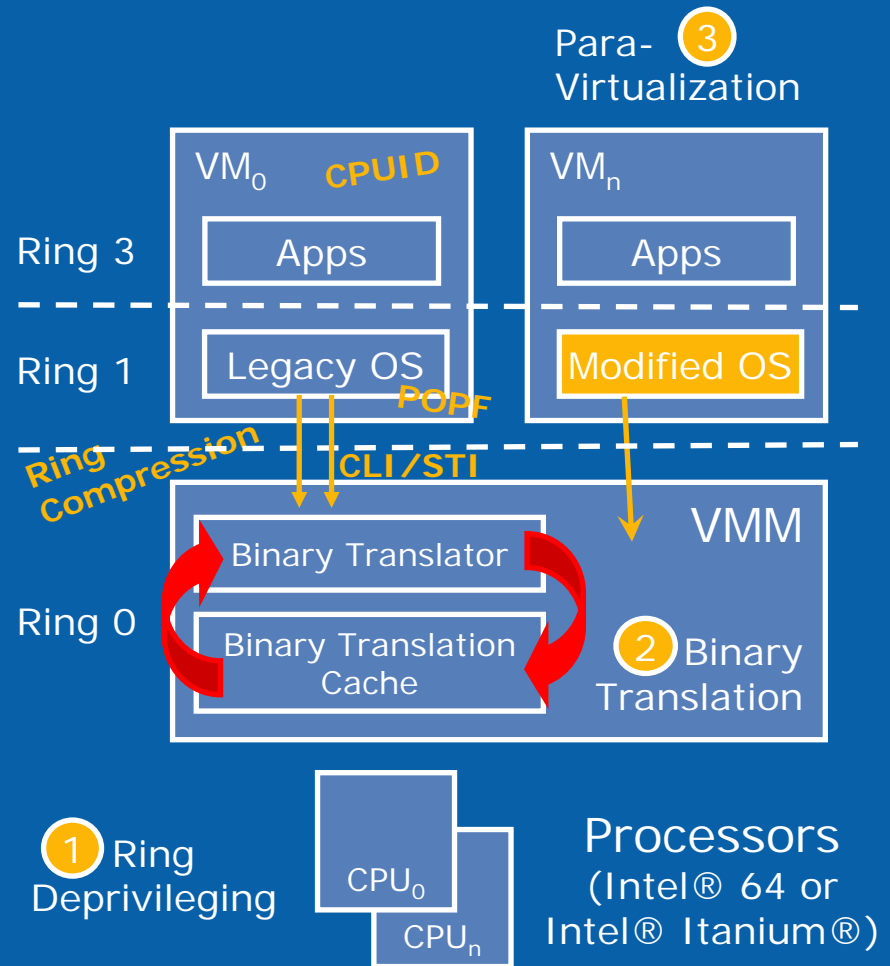 Para- 3
Virtualization
VM0 CPUID
VMn
Ring 3
Apps
Apps
Ring 1
Legacy OS
Modified OS
POPF
Ring
Compression
CLI/STI
VMM
Binary Translator
Ring 0
Binary Translation
Cache
2 Binary
Translation
1 Ring
Deprivileging
CPU0
CPUn
Processors
(Intel® 64 or
Intel® Itanium®)